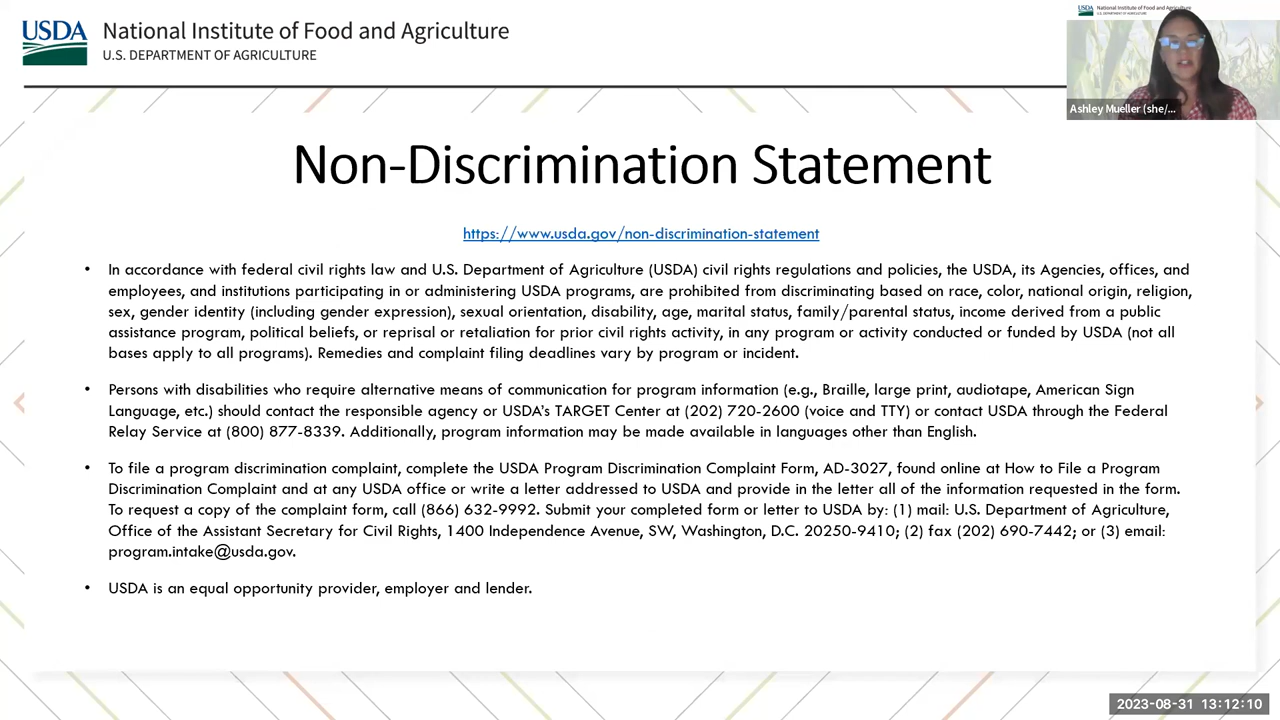 USDA
National Institute of Food and Agriculture
U.S. DEPARTMENT OF AGRICULTURE
USDA National Institute of Food and Agriculture
U.S. DEPARTMENT OF AGRICULTURE
Ashley Mueller (she/...
Non-Discrimination Statement
https://www.usda.gov/non-discrimination-statement
• In accordance with federal civil rights law and U.S. Department of Agriculture (USDA) civil rights regulations and policies, the USDA, its Agencies, offices, and
employees, and institutions participating in or administering USDA programs, are prohibited from discriminating based on race, color, national origin, religion,
sex, gender identity (including gender expression), sexual orientation, disability, age, marital status, family/parental status, income derived from a public
assistance program, political beliefs, or reprisal or retaliation for prior civil rights activity, in any program or activity conducted or funded by USDA (not all
bases apply to all programs). Remedies and complaint filing deadlines vary by program or incident.
• Persons with disabilities who require alternative means of communication for program information (e.g., Braille, large print, audiotape, American Sign
Language, etc.) should contact the responsible agency or USDA's TARGET Center at (202) 720-2600 (voice and TTY) or contact USDA through the Federal
Relay Service at (800) 877-8339. Additionally, program information may be made available in languages other than English.
• To file a program discrimination complaint, complete the USDA Program Discrimination Complaint Form, AD-3027, found online at How to File a Program
Discrimination Complaint and at any USDA office or write a letter addressed to USDA and provide in the letter all of the information requested in the form.
To request a copy of the complaint form, call (866) 632-9992. Submit your completed form or letter to USDA by: (1) mail: U.S. Department of Agriculture,
Office of the Assistant Secretary for Civil Rights, 1400 Independence Avenue, SW, Washington, D.C. 20250-9410; (2) fax (202) 690-7442; or (3) email:
program.intake@usda.gov.
• USDA is an equal opportunity provider, employer and lender.
2023-08-31 13:12:10